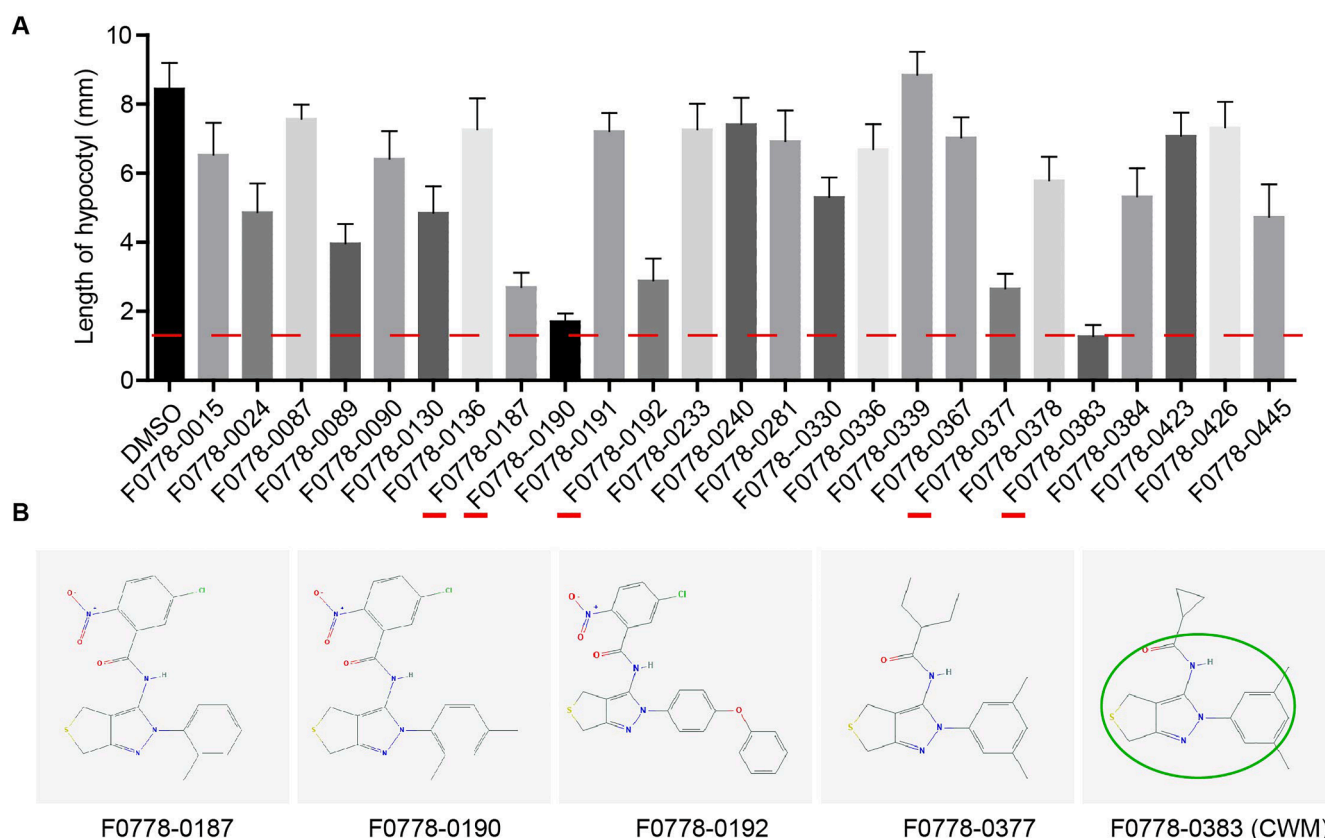 A
Length of hypocotyl (mm)
10
8
6
4
2
0
DMSO
F0778-0015
F0778-0024
F0778-0087
F0778-0089
F0778-0090
F0778-0130
F0778-0136
F0778-0187
F0778--0190
F0778-0191
F0778-0192
F0778-0233
F0778-0240
F0778-0281
F0778--0330
F0778-0336
F0778-0339
F0778-0367
F0778-0377
F0778-0378
F0778-0383
F0778-0384
F0778-0423
F0778-0426
F0778-0445
B
O-
N+
O
Cl
O
N-H
S
N
N
O-
N+
O
Cl
O
N-H
S
N
N
O-
N+
O
Cl
O
N-H
S
N
N
O
O
N-H
S
N
N
O
N-H
S
N
N
F0778-0187
F0778-0190
F0778-0192
F0778-0377
F0778-0383 (CWM)